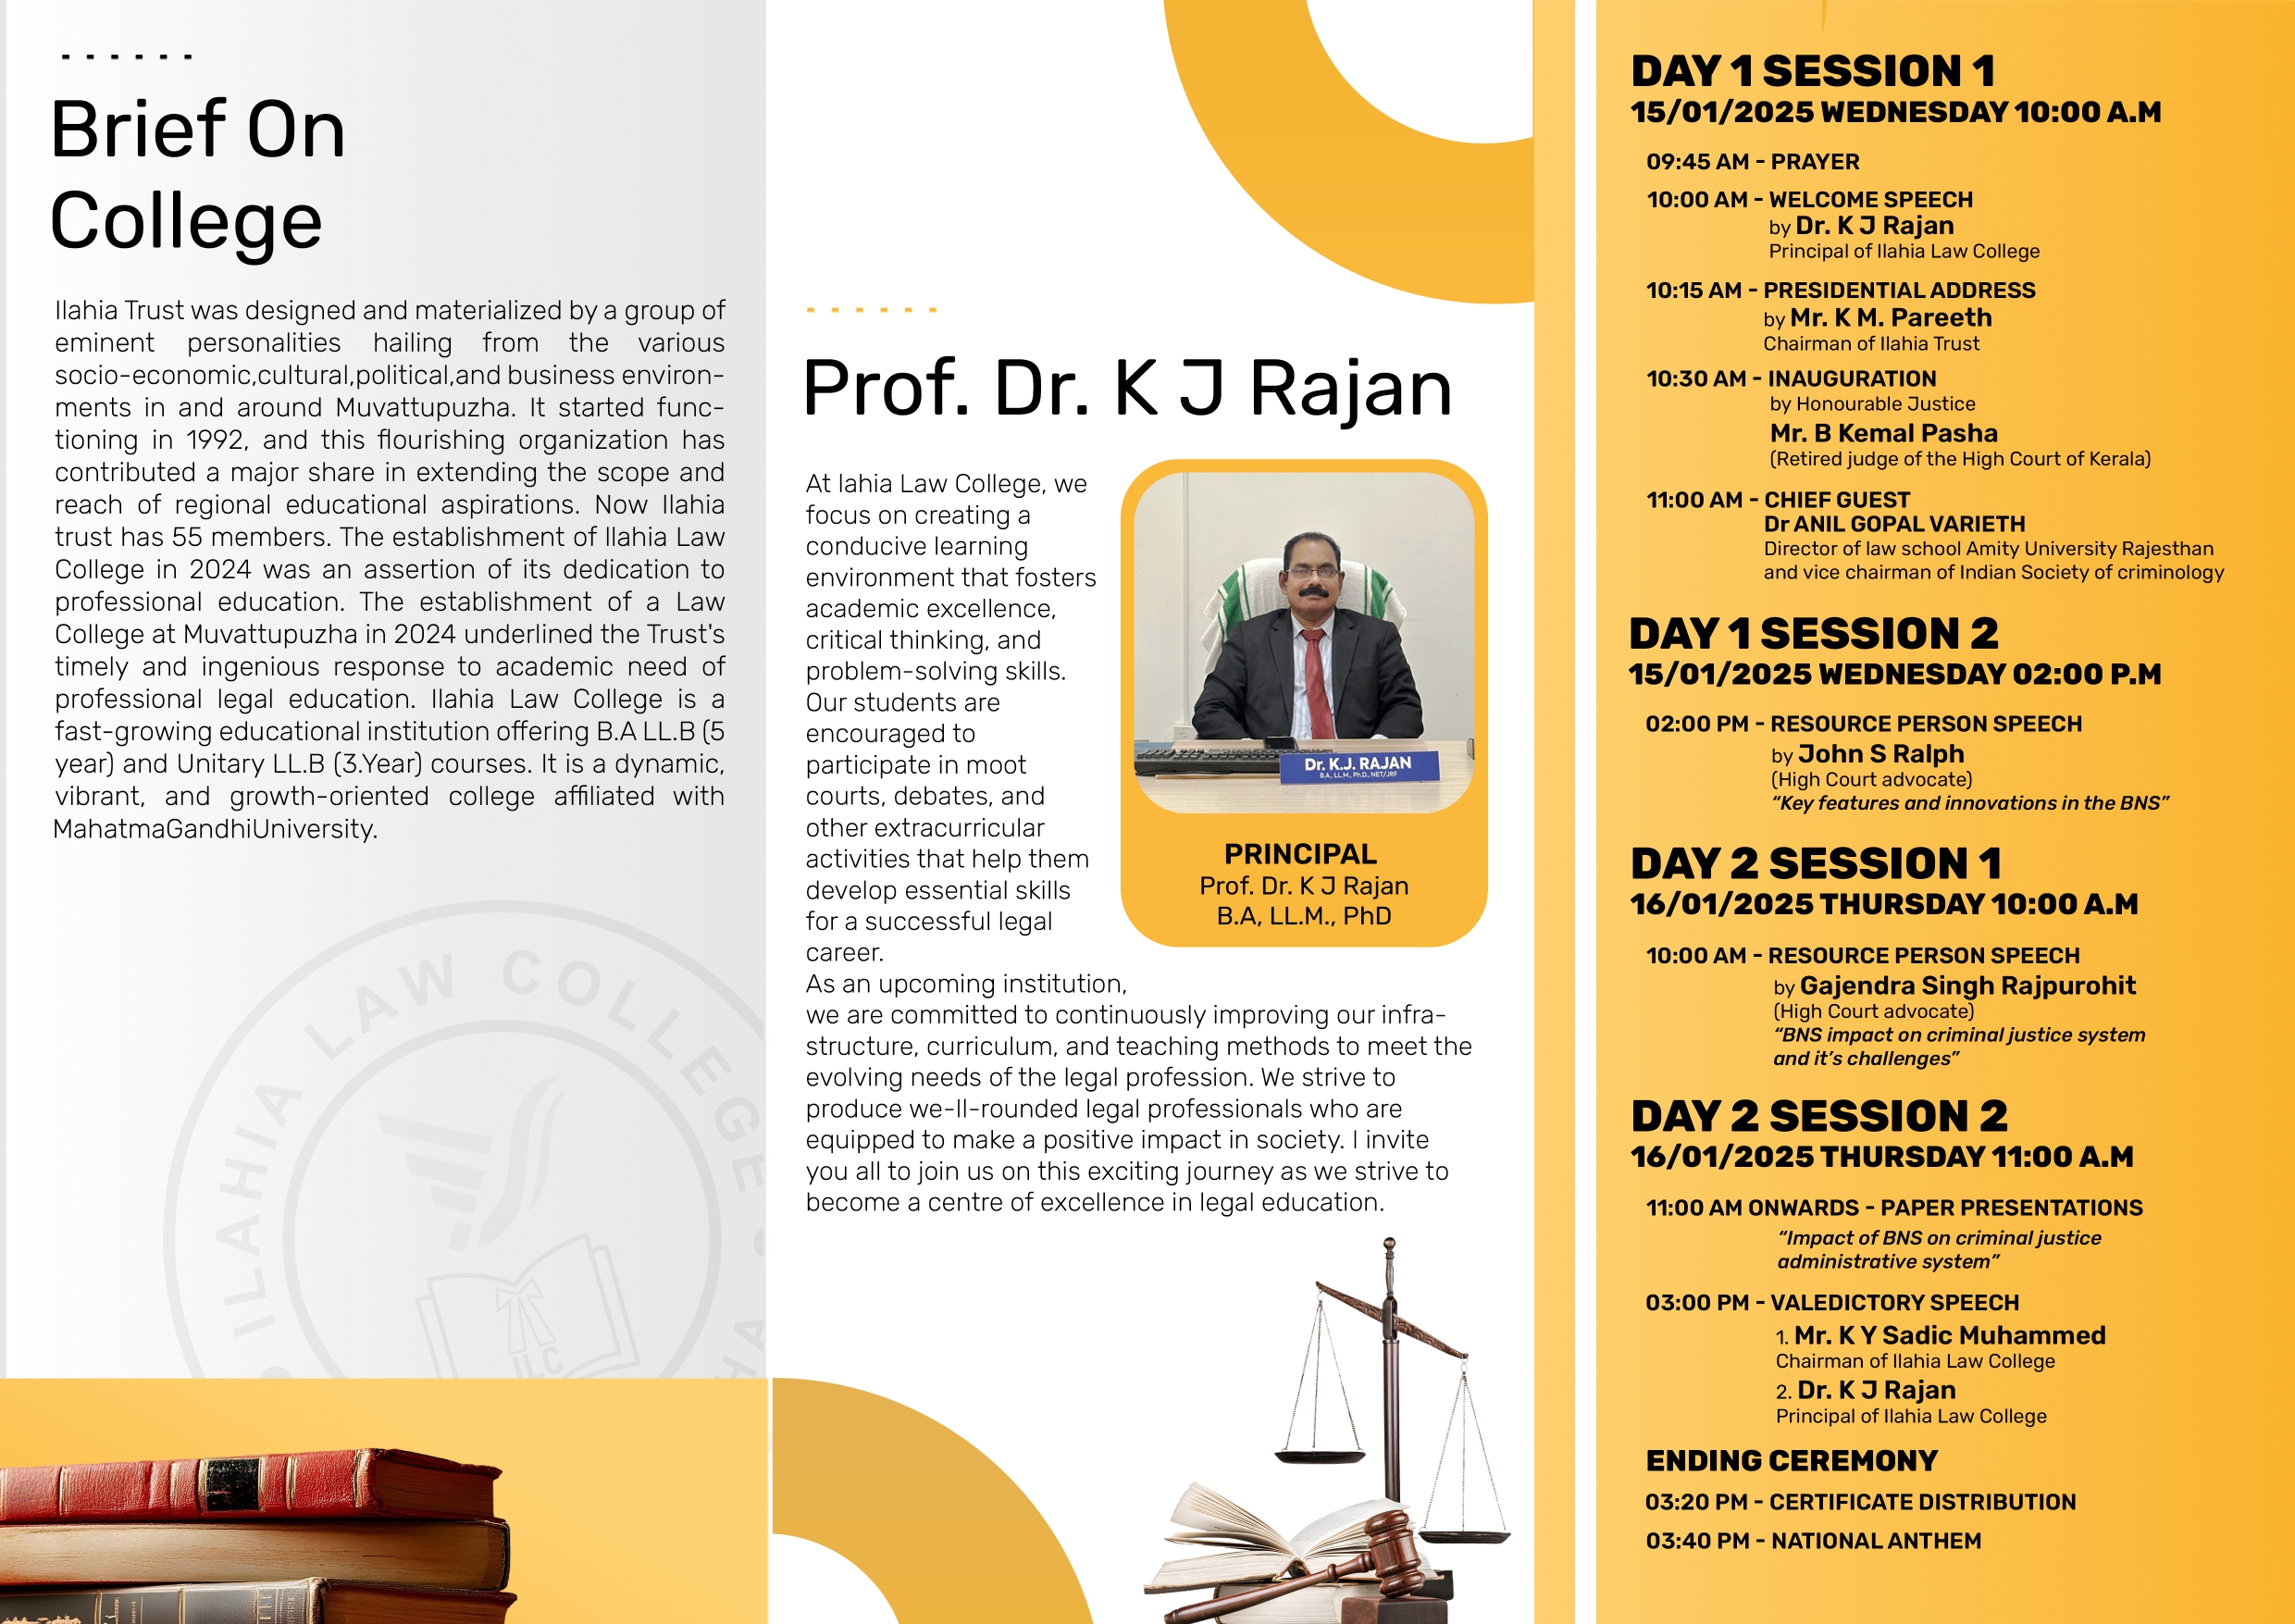 Brief On
College
Ilahia Trust was designed and materialized by a group of
eminent personalities hailing from the various
socio-economic,cultural,political,and business environ-
ments in and around Muvattupuzha. It started func-
tioning in 1992, and this flourishing organization has
contributed a major share in extending the scope and
reach of regional educational aspirations. Now Ilahia
trust has 55 members. The establishment of Ilahia Law
College in 2024 was an assertion of its dedication to
professional education. The establishment of a Law
College at Muvattupuzha in 2024 underlined the Trust's
timely and ingenious response to academic need of
professional legal education. Ilahia Law College is a
fast-growing educational institution offering B.A LL.B (5
year) and Unitary LL.B (3.Year) courses. It is a dynamic,
vibrant, and growth-oriented college affiliated with
MahatmaGandhiUniversity.
ILAHIA LAW COLLEGE
ILC
Prof. Dr. K J Rajan
At lahia Law College, we
focus on creating a
conducive learning
environment that fosters
academic excellence,
critical thinking, and
problem-solving skills.
Our students are
encouraged to
participate in moot
courts, debates, and
other extracurricular
activities that help them
develop essential skills
for a successful legal
career.
As an upcoming institution,
we are committed to continuously improving our infra-
structure, curriculum, and teaching methods to meet the
evolving needs of the legal profession. We strive to
produce we-ll-rounded legal professionals who are
equipped to make a positive impact in society. I invite
you all to join us on this exciting journey as we strive to
become a centre of excellence in legal education.
Dr. K.J. RAJAN
B.A, LL.M, Ph.D, NET/JRF
PRINCIPAL
Prof. Dr. K J Rajan
B.A, LL.M., PhD
DAY 1 SESSION 1
15/01/2025 WEDNESDAY 10:00 A.M
09:45 AM - PRAYER
10:00 AM - WELCOME SPEECH
by Dr. K J Rajan
Principal of Ilahia Law College
10:15 AM - PRESIDENTIAL ADDRESS
by Mr. K M. Pareeth
Chairman of Ilahia Trust
10:30 AM - INAUGURATION
by Honourable Justice
Mr. B Kemal Pasha
(Retired judge of the High Court of Kerala)
11:00 AM - CHIEF GUEST
Dr ANIL GOPAL VARIETH
Director of law school Amity University Rajesthan
and vice chairman of Indian Society of criminology
DAY 1 SESSION 2
15/01/2025 WEDNESDAY 02:00 P.M
02:00 PM - RESOURCE PERSON SPEECH
by John S Ralph
(High Court advocate)
“Key features and innovations in the BNS”
DAY 2 SESSION 1
16/01/2025 THURSDAY 10:00 A.M
10:00 AM - RESOURCE PERSON SPEECH
by Gajendra Singh Rajpurohit
(High Court advocate)
“BNS impact on criminal justice system
and it’s challenges”
DAY 2 SESSION 2
16/01/2025 THURSDAY 11:00 A.M
11:00 AM ONWARDS - PAPER PRESENTATIONS
“Impact of BNS on criminal justice
administrative system”
03:00 PM - VALEDICTORY SPEECH
1. Mr. K Y Sadic Muhammed
Chairman of Ilahia Law College
2. Dr. K J Rajan
Principal of Ilahia Law College
ENDING CEREMONY
03:20 PM - CERTIFICATE DISTRIBUTION
03:40 PM - NATIONAL ANTHEM